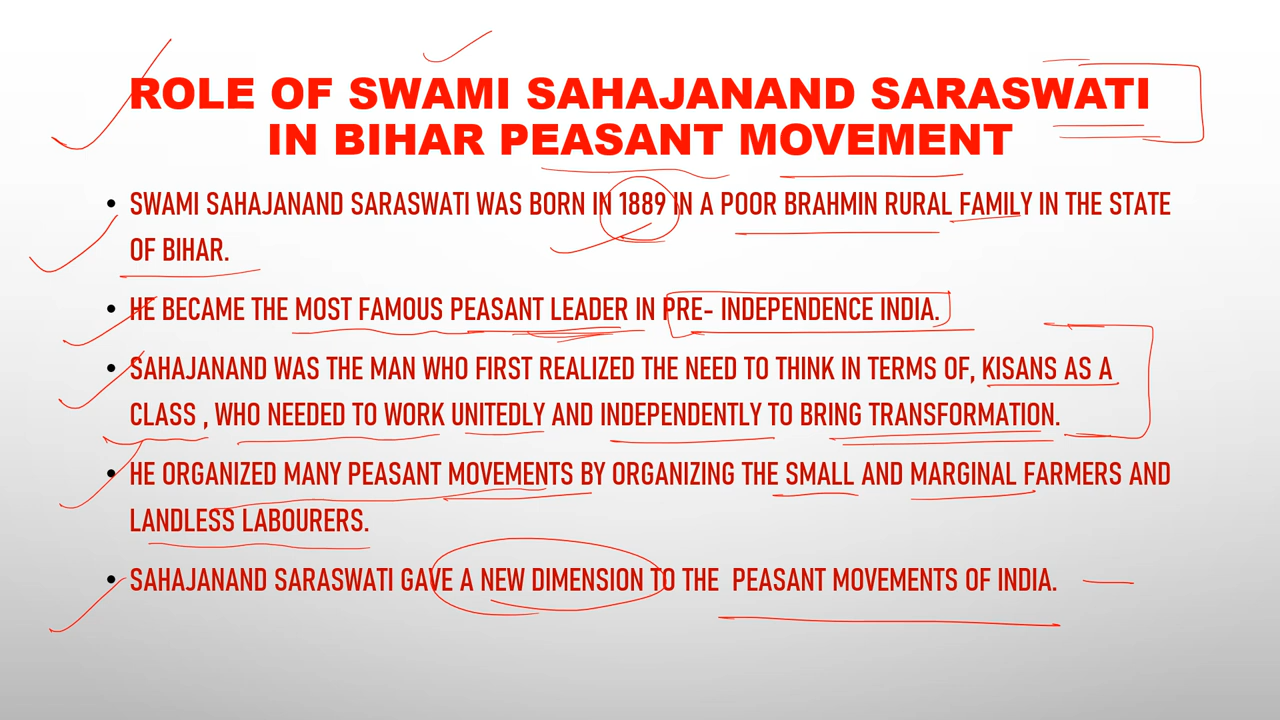 ROLE OF SWAMI SAHAJANAND SARASWATI
IN BIHAR PEASANT MOVEMENT
• SWAMI SAHAJANAND SARASWATI WAS BORN IN 1889 IN A POOR BRAHMIN RURAL FAMILY IN THE STATE
OF BIHAR.
• HE BECAME THE MOST FAMOUS PEASANT LEADER IN PRE- INDEPENDENCE INDIA.
• SAHAJANAND WAS THE MAN WHO FIRST REALIZED THE NEED TO THINK IN TERMS OF, KISANS AS A
CLASS , WHO NEEDED TO WORK UNITEDLY AND INDEPENDENTLY TO BRING TRANSFORMATION.
• HE ORGANIZED MANY PEASANT MOVEMENTS BY ORGANIZING THE SMALL AND MARGINAL FARMERS AND
LANDLESS LABOURERS.
• SAHAJANAND SARASWATI GAVE A NEW DIMENSION TO THE PEASANT MOVEMENTS OF INDIA.